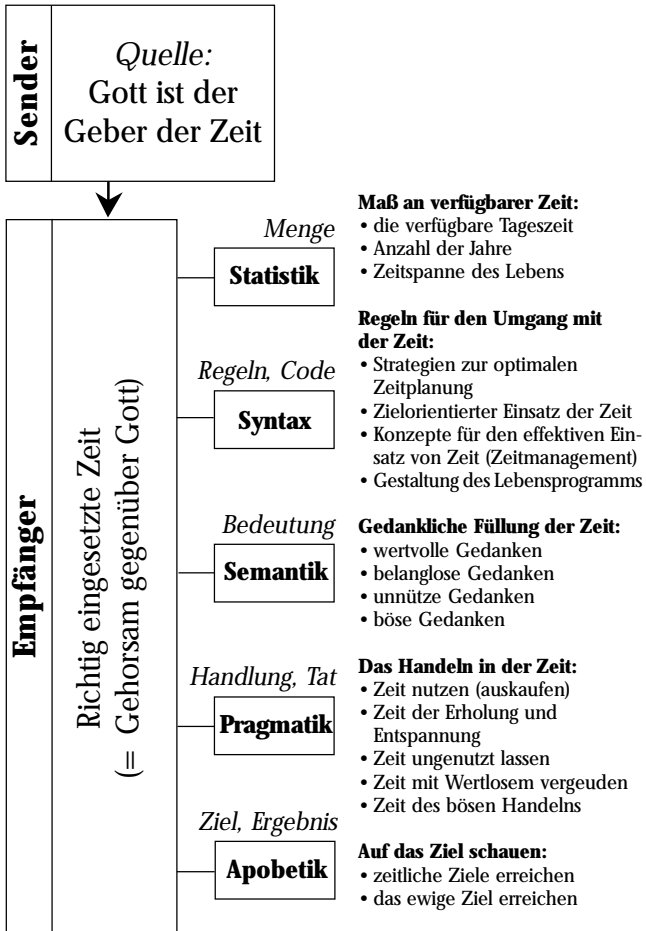 Sender
Quelle:
Gott ist der
Geber der Zeit
Empfänger
Richtig eingesetzte Zeit
(= Gehorsam gegenüber Gott)
Menge
Statistik
Maß an verfügbarer Zeit:
• die verfügbare Tageszeit
• Anzahl der Jahre
• Zeitspanne des Lebens
Regeln, Code
Syntax
Regeln für den Umgang mit
der Zeit:
• Strategien zur optimalen
Zeitplanung
• Zielorientierter Einsatz der Zeit
• Konzepte für den effektiven Ein-
satz von Zeit (Zeitmanagement)
• Gestaltung des Lebensprogramms
Bedeutung
Semantik
Gedankliche Füllung der Zeit:
• wertvolle Gedanken
• belanglose Gedanken
• unnütze Gedanken
• böse Gedanken
Handlung, Tat
Pragmatik
Das Handeln in der Zeit:
• Zeit nutzen (auskaufen)
• Zeit der Erholung und
Entspannung
• Zeit ungenutzt lassen
• Zeit mit Wertlosem vergeuden
• Zeit des bösen Handelns
Ziel, Ergebnis
Apobetik
Auf das Ziel schauen:
• zeitliche Ziele erreichen
• das ewige Ziel erreichen